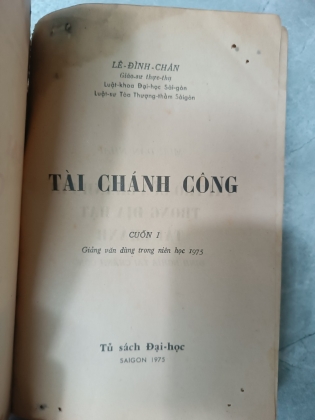 LÊ-ĐÌNH-CHÂN
Giáo-sư thực-thụ
Luật-khoa Đại-học Sài-gòn
Luật-sư Tòa Thượng-thẩm Sàigòn
TÀI CHÁNH CÔNG
CUỐN I
Giảng văn dùng trong niên học 1975
Tủ sách Đại-học
SAIGON 1975